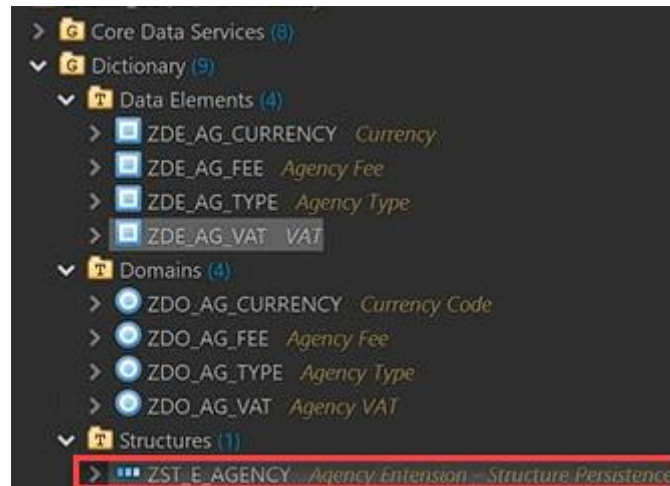 Core Data Services (8)
Dictionary (9)
Data Elements (4)
ZDE_AG_CURRENCY Currency
ZDE_AG_FEE Agency Fee
ZDE_AG_TYPE Agency Type
ZDE_AG_VAT VAT
Domains (4)
ZDO_AG_CURRENCY Currency Code
ZDO_AG_FEE Agency Fee
ZDO_AG_TYPE Agency Type
ZDO_AG_VAT Agency VAT
Structures (1)
ZST_E_AGENCY Agency Entension - Structure Persistence